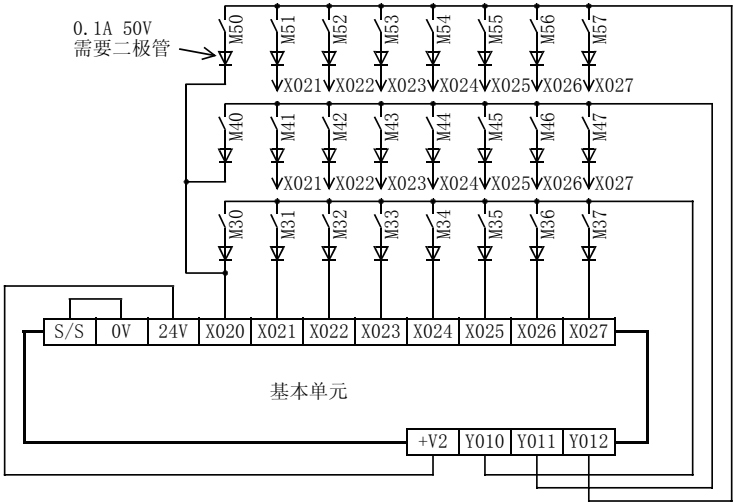 0.1A 50V
需要二极管
M50 M51 M52 M53 M54 M55 M56 M57
X021 X022 X023 X024 X025 X026 X027
M40 M41 M42 M43 M44 M45 M46 M47
X021 X022 X023 X024 X025 X026 X027
M30 M31 M32 M33 M34 M35 M36 M37
S/S 0V 24V X020 X021 X022 X023 X024 X025 X026 X027
基本单元
+V2 Y010 Y011 Y012